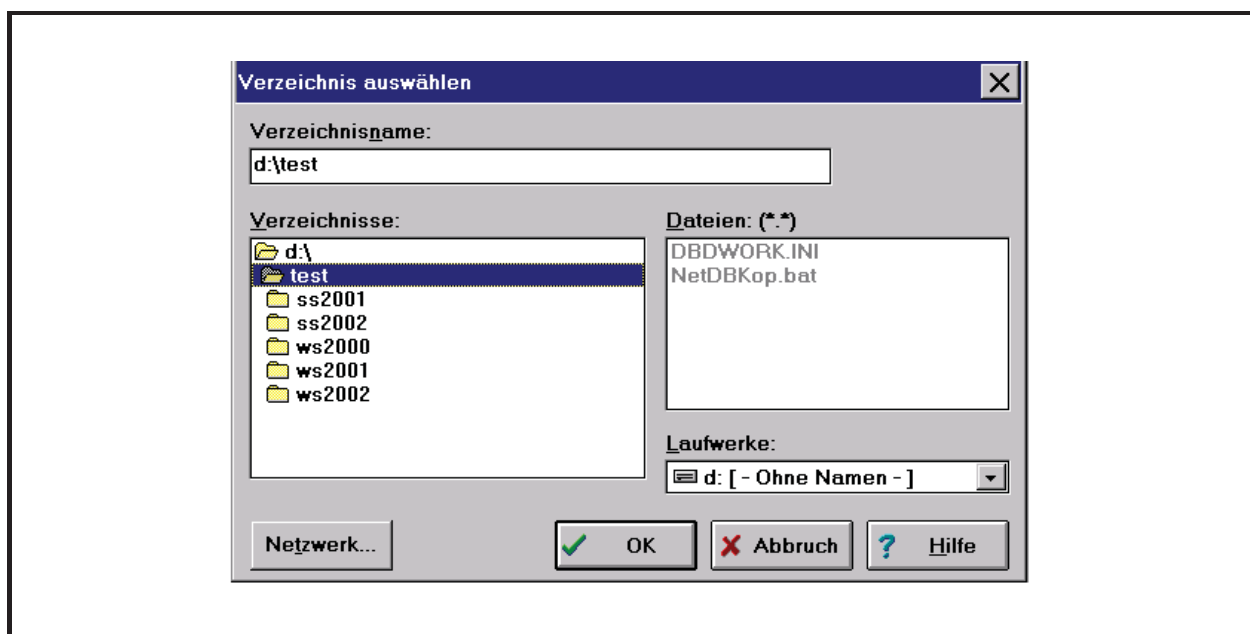 Verzeichnis auswählen
Verzeichnisname:
d:\test
Verzeichnisse:
d:\
test
ss2001
ss2002
ws2000
ws2001
ws2002
Dateien: (*.*)
DBDWORK.INI
NetDBKop.bat
Laufwerke:
d: [ - Ohne Namen - ]
Netzwerk...
OK
Abbruch
Hilfe